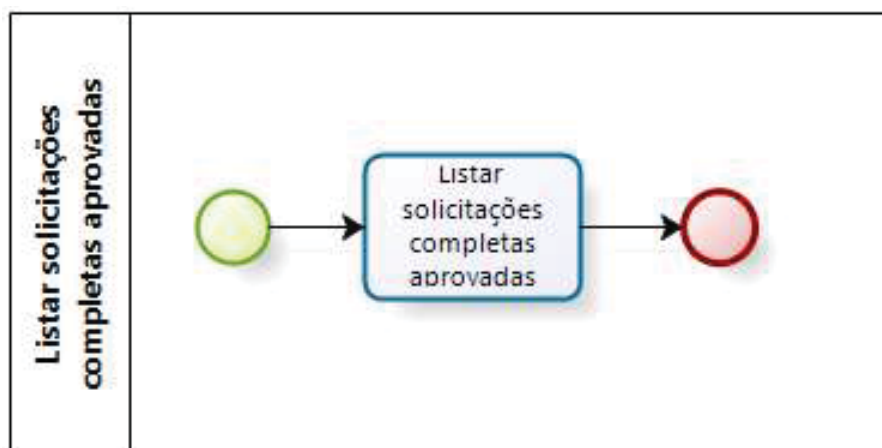 Listar solicitações
completas aprovadas
Listar
solicitações
completas
aprovadas